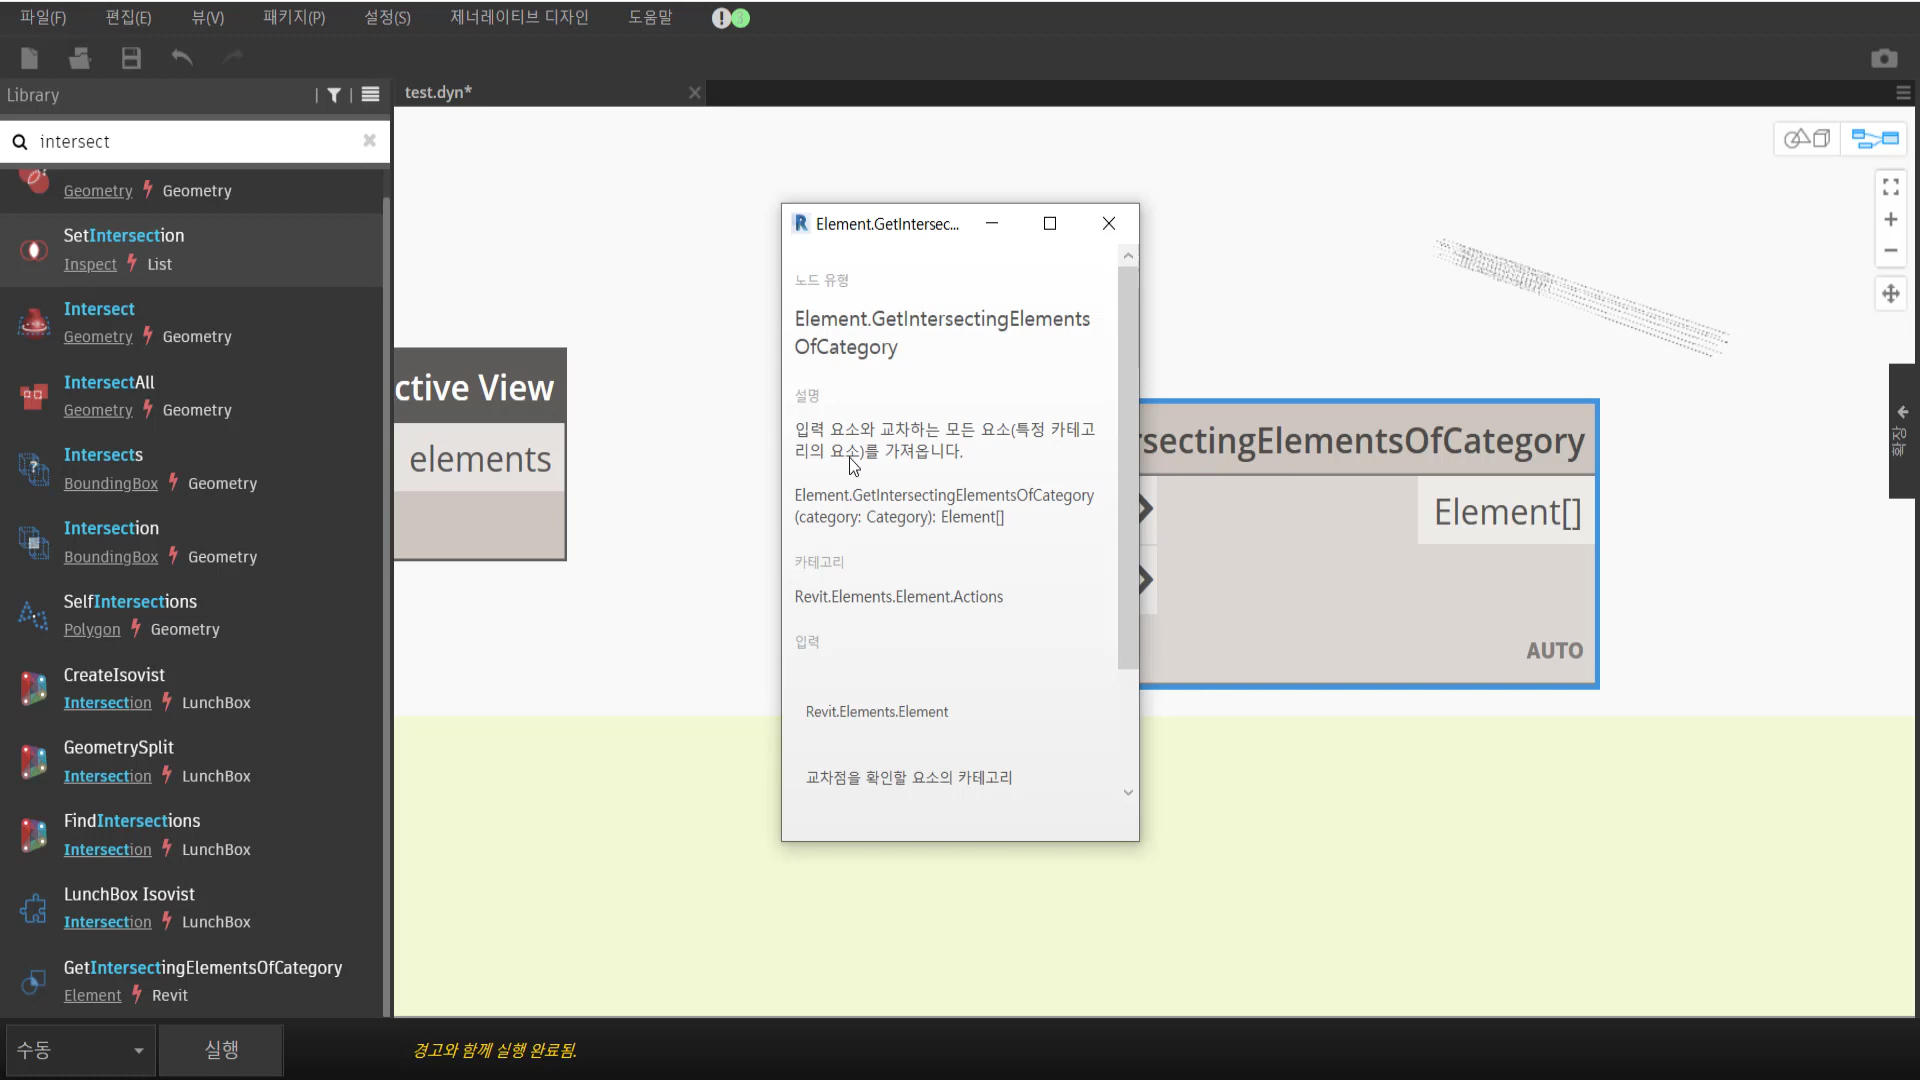 파일(F) 편집(E) 뷰(V) 패키지(P) 설정(S) 제너레이티브 디자인 도움말
Library
intersect
Geometry Geometry
SetIntersection
Inspect List
Intersect
Geometry Geometry
IntersectAll
Geometry Geometry
Intersects
BoundingBox Geometry
Intersection
BoundingBox Geometry
SelfIntersections
Polygon Geometry
CreateIsovist
Intersection LunchBox
GeometrySplit
Intersection LunchBox
FindIntersections
Intersection LunchBox
LunchBox Isovist
Intersection LunchBox
GetIntersectingElementsOfCategory
Element Revit
수동
실행
경고와 함께 실행 완료됨.
test.dyn*
ctive View
elements
Element.GetIntersec...
노드 유형
Element.GetIntersectingElements
OfCategory
설명
입력 요소와 교차하는 모든 요소(특정 카테고
리의 요소)를 가져옵니다.
Element.GetIntersectingElementsOfCategory
(category: Category): Element[]
카테고리
Revit.Elements.Element.Actions
입력
Revit.Elements.Element
교차점을 확인할 요소의 카테고리
rsectingElementsOfCategory
Element[]
AUTO
확장